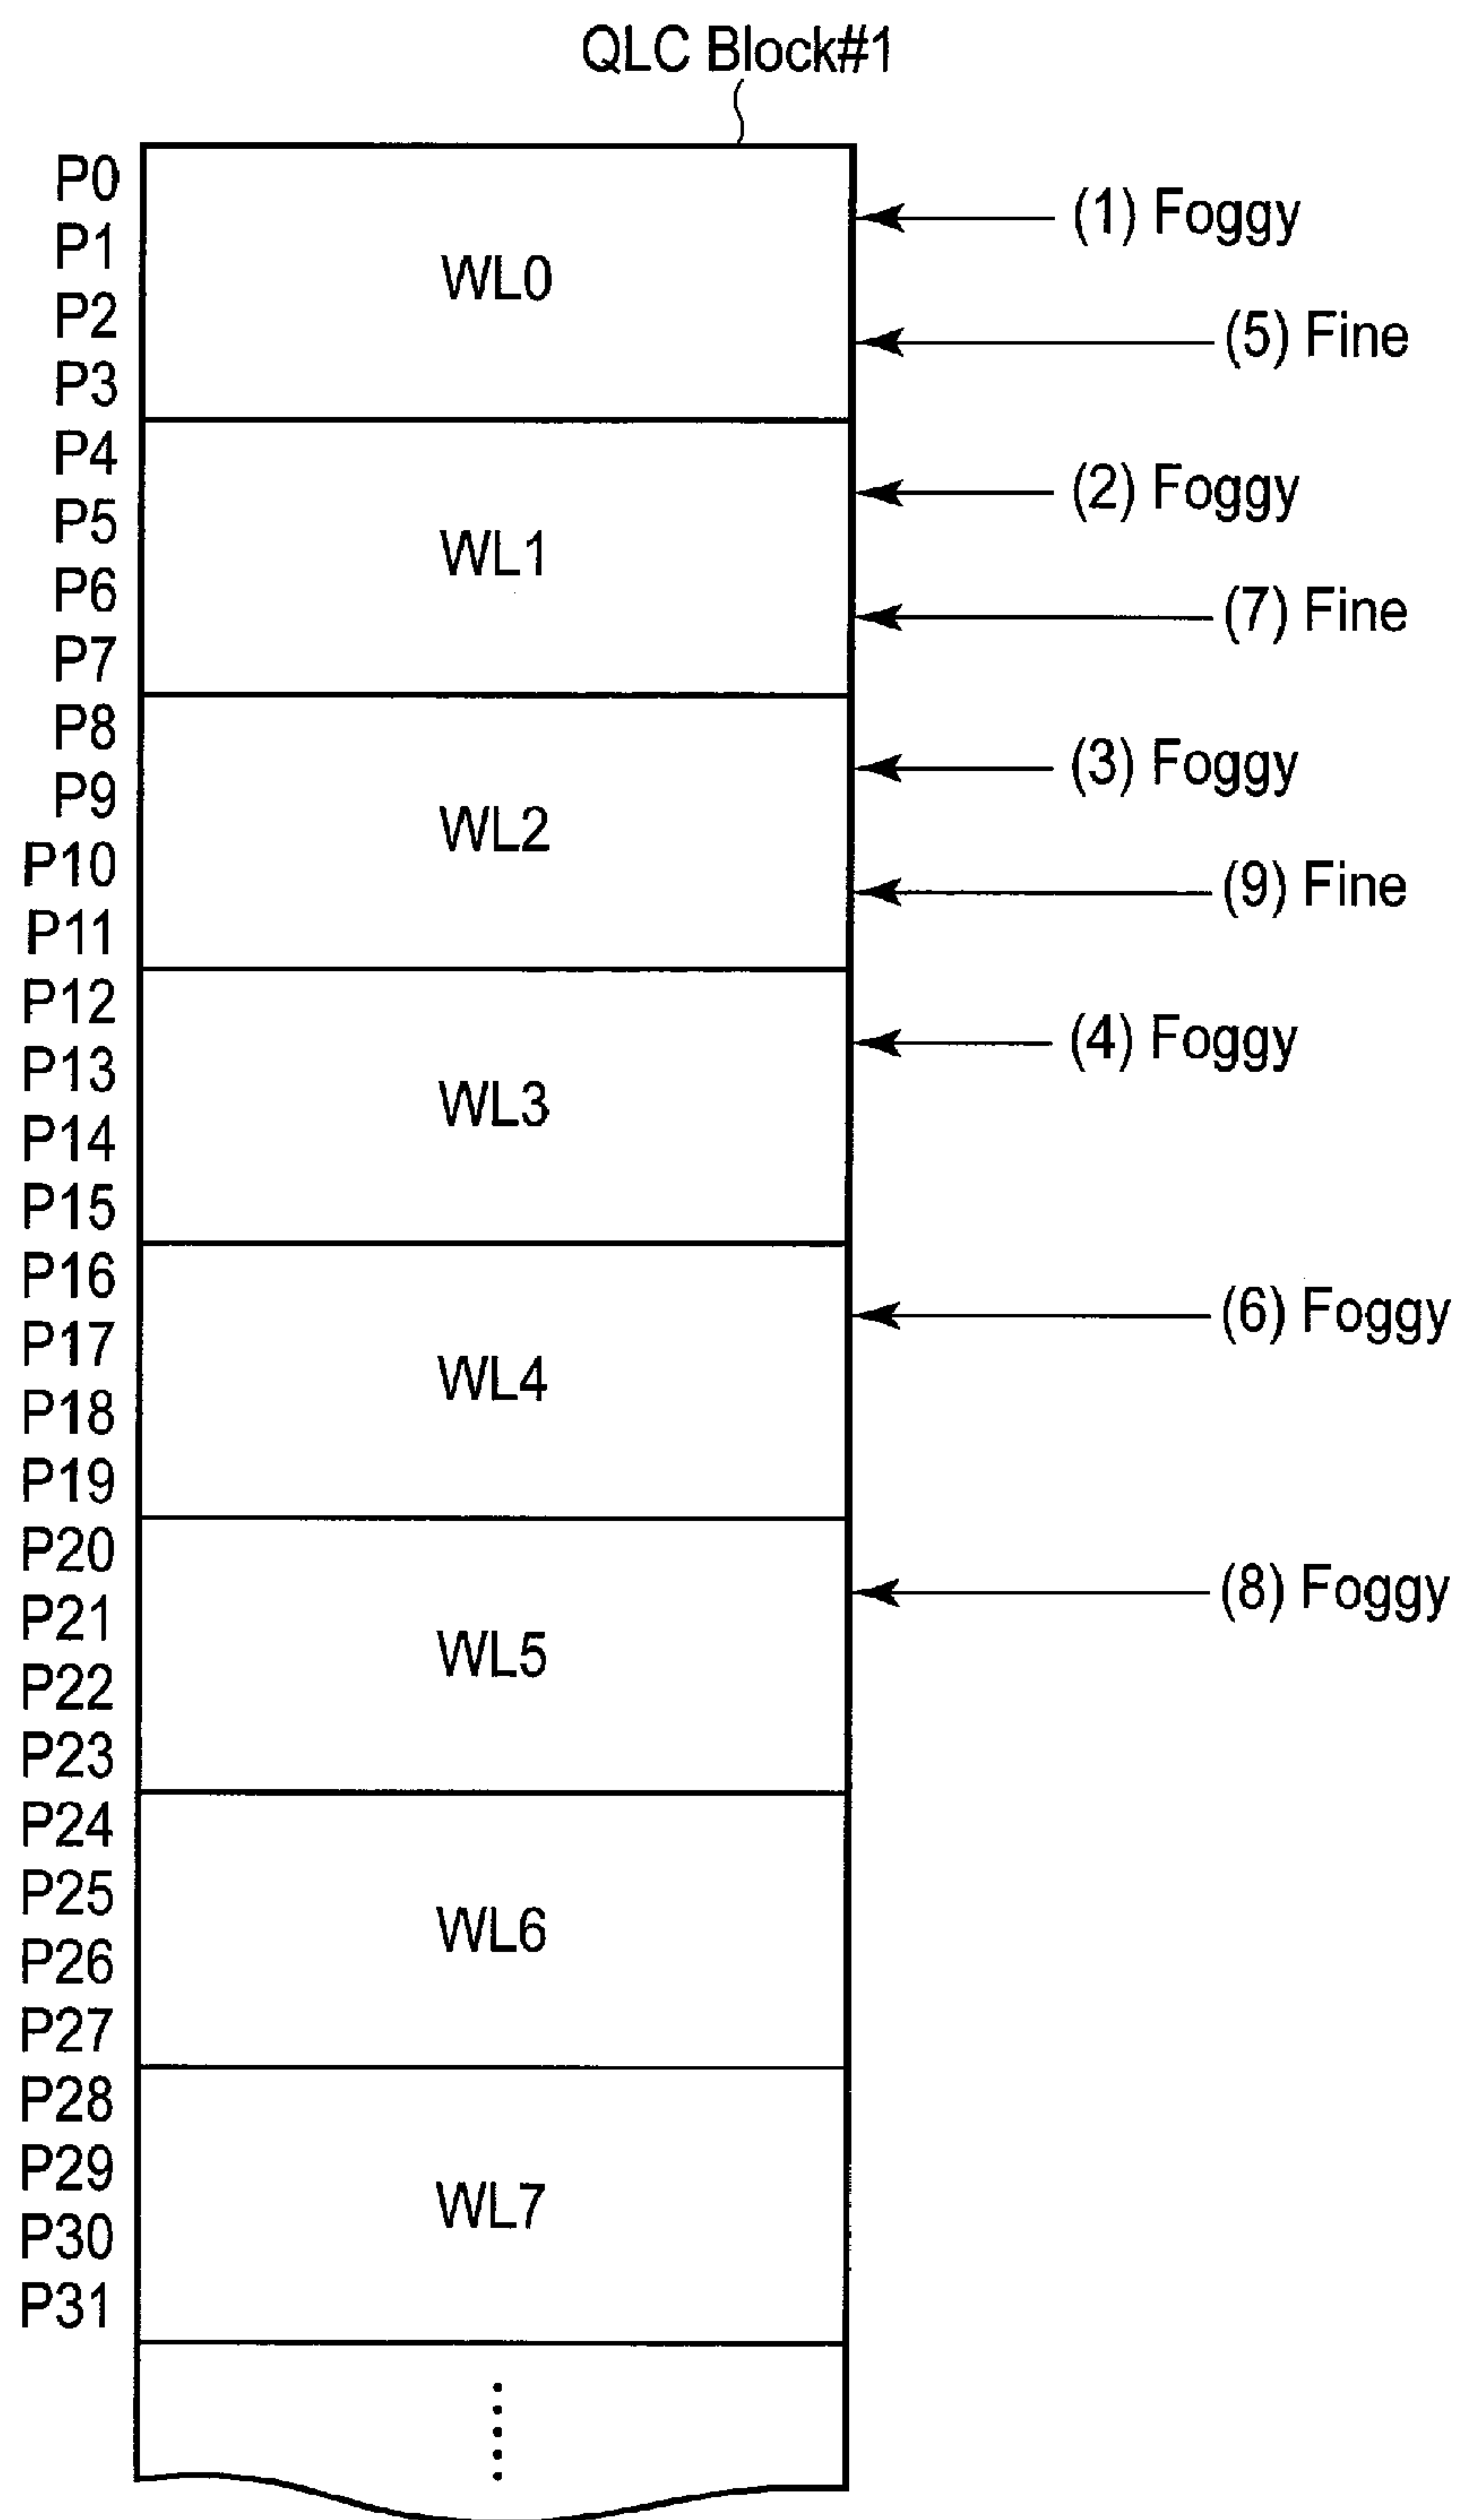 QLC Block#1
P0
(1) Foggy
P1
WL0
P2
(5) Fine
P3
P4
(2) Foggy
P5
WL1
P6
(7) Fine
P7
P8
(3) Foggy
P9
WL2
P10
(9) Fine
P11
P12
(4) Foggy
P13
WL3
P14
P15
P16
(6) Foggy
P17
WL4
P18
P19
P20
(8) Foggy
P21
WL5
P22
P23
P24
P25
WL6
P26
P27
P28
P29
WL7
P30
P31